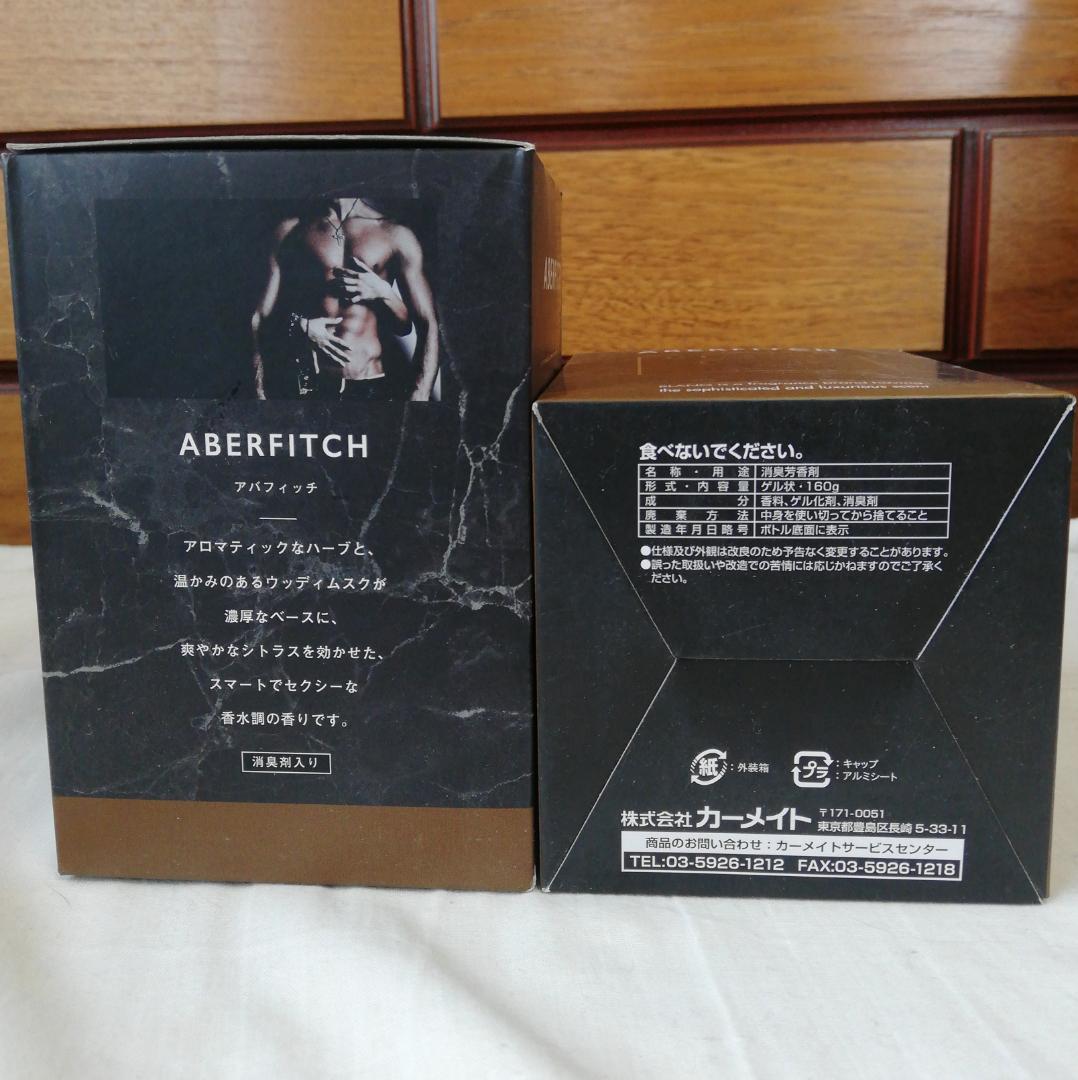 ABERFITCH
アバフィッチ
アロマティックなハーブと、
温かみのあるウッディムスクが
濃厚なベースに、
爽やかなシトラスを効かせた、
スマートでセクシーな
香水調の香りです。
消臭剤入り
ABERFITCH
the sophisticated and luxurious scent
食べないでください。
名称・用途 消臭芳香剤
形式・内容量 ゲル状・160g
成分 香料、ゲル化剤、消臭剤
廃棄方法 中身を使い切ってから捨てること
製造年月日略号 ボトル底面に表示
●仕様及び外観は改良のため予告なく変更することがあります。
●誤った取扱いや改造での苦情には応じかねますのでご了承く
ださい。
紙:外装箱
プラ:キャップ
:アルミシート
株式会社 カーメイト
〒171-0051
東京都豊島区長崎5-33-11
商品のお問い合わせ:カーメイトサービスセンター
TEL:03-5926-1212 FAX:03-5926-1218